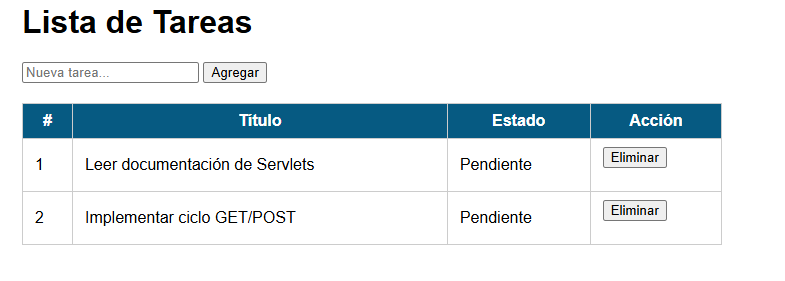 Lista de Tareas
Nueva tarea... Agregar
# Título Estado Acción
1 Leer documentación de Servlets Pendiente Eliminar
2 Implementar ciclo GET/POST Pendiente Eliminar